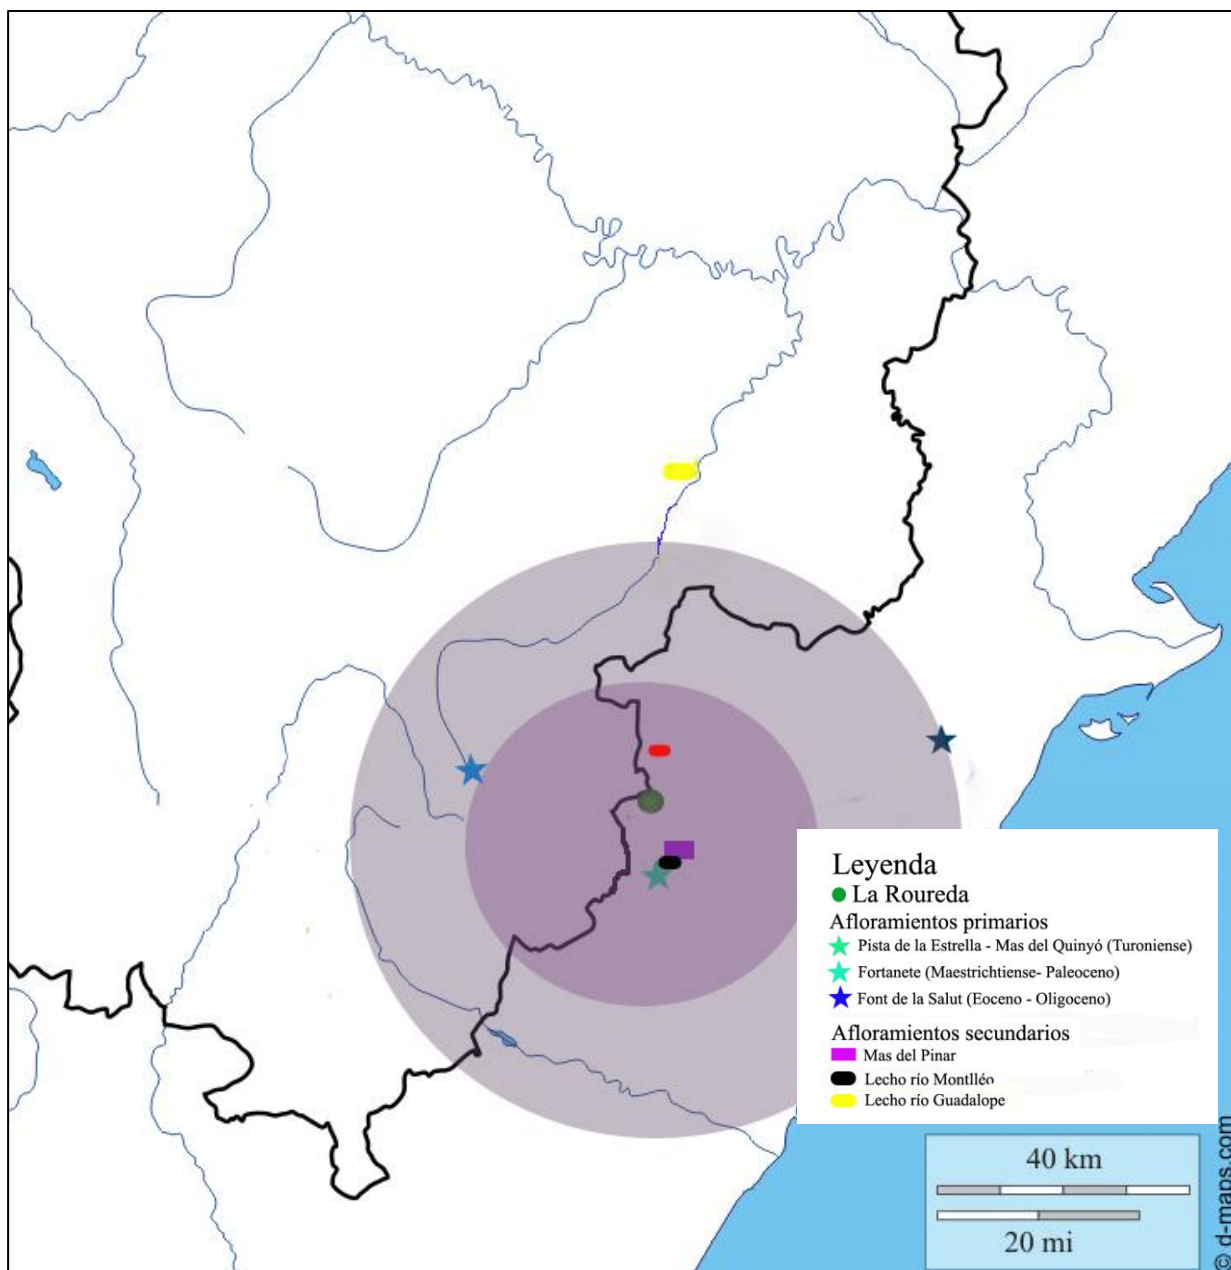 Leyenda
La Roureda
Afloramientos primarios
Pista de la Estrella - Mas del Quinyó (Turoniense)
Fortanete (Maestrichtiense- Paleoceno)
Font de la Salut (Eoceno - Oligoceno)
Afloramientos secundarios
Mas del Pinar
Lecho río Montlléo
Lecho río Guadalope
40 km
20 mi
© d-maps.com